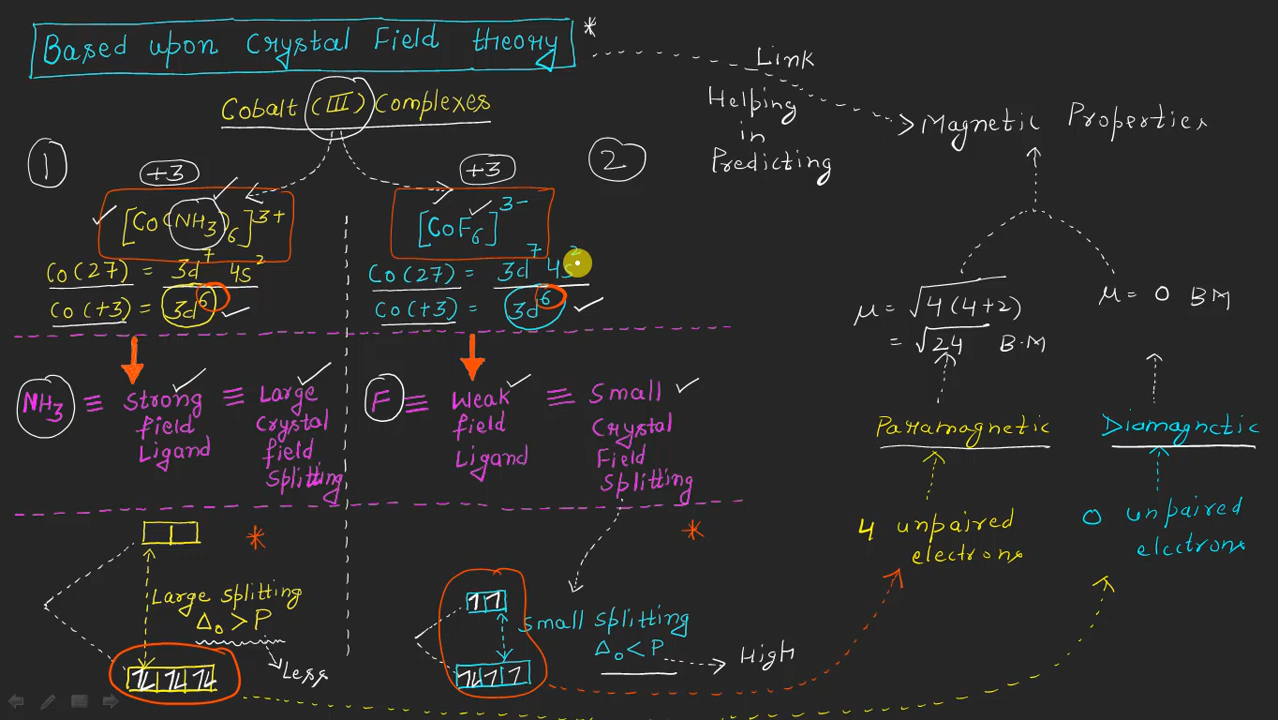 Based upon Crystal Field theory *
Cobalt (III) Complexes
1
+3
[Co(NH3)6]3+
Co(27) = 3d7 4s2
Co(+3) = 3d6
+3
[CoF6]3-
Co(27) = 3d7 4s2
Co(+3) = 3d6
2
NH3 ≡ Strong field Ligand ≡ Large Crystal field Splitting
F ≡ Weak field Ligand ≡ Small Crystal Field Splitting
*
Large splitting
Δo > P
Less
*
Small splitting
Δo < P
High
Link
Helping
in
Predicting
Magnetic Properties
μ = √4(4+2)
= √24 B.M
μ = 0 BM
Paramagnetic
Diamagnetic
4 unpaired
electrons
0 unpaired
electrons